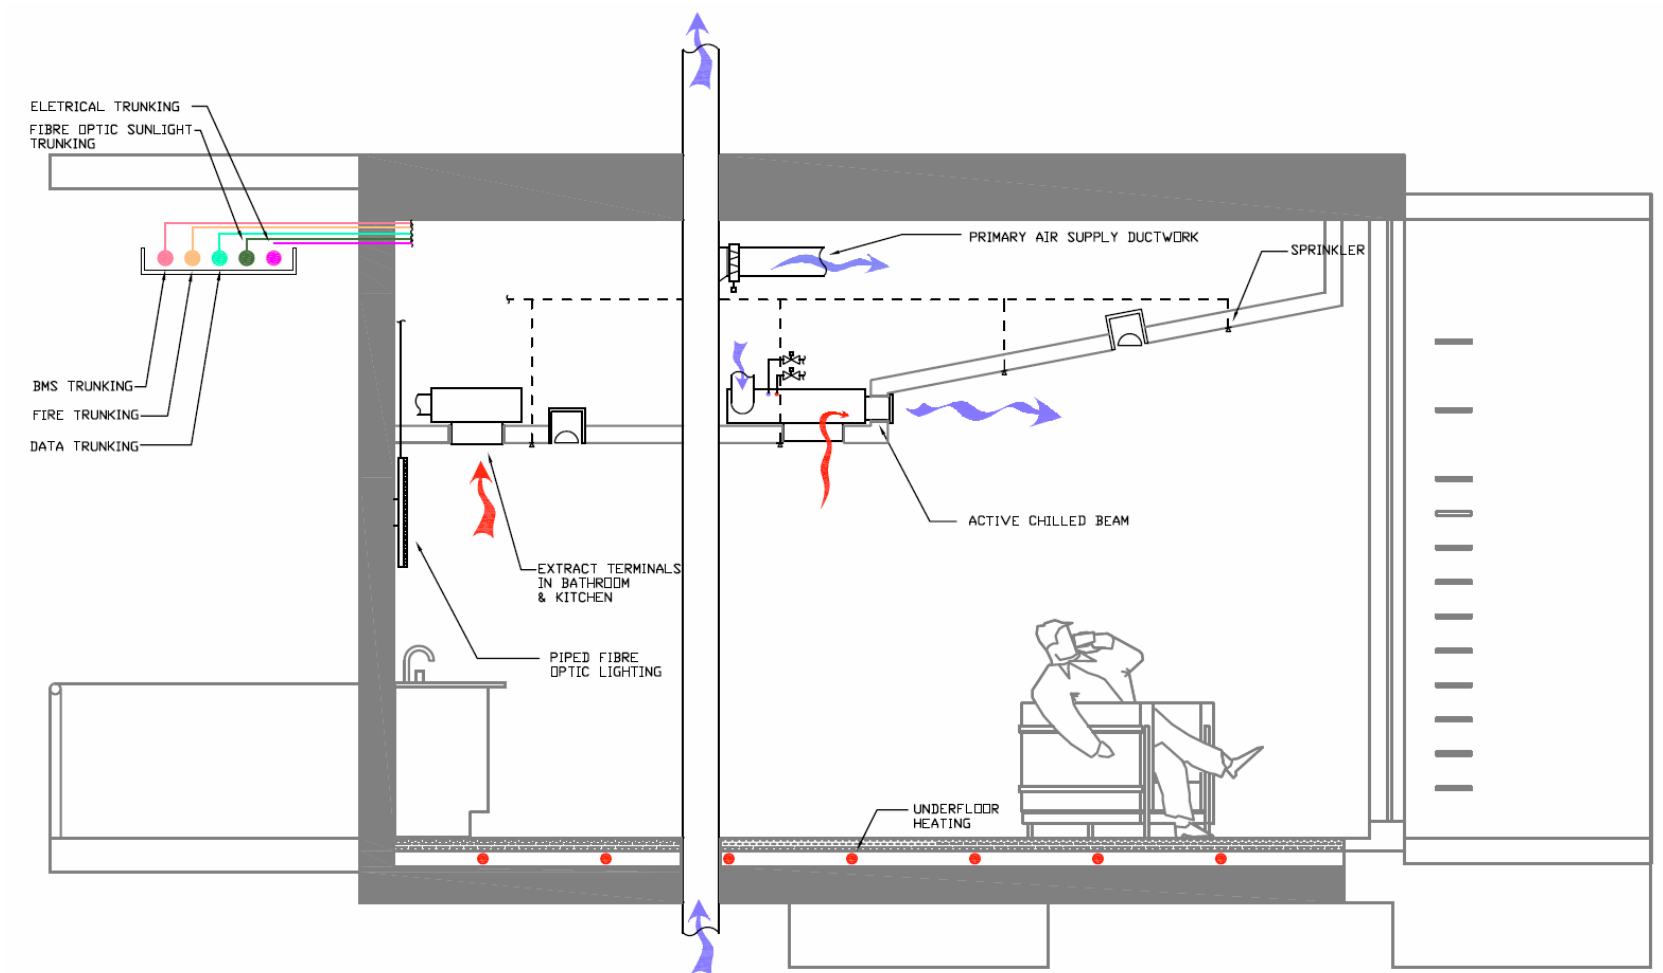 ELETRICAL TRUNKING
FIBRE OPTIC SUNLIGHT
TRUNKING
PRIMARY AIR SUPPLY DUCTWORK
SPRINKLER
BMS TRUNKING
FIRE TRUNKING
DATA TRUNKING
ACTIVE CHILLED BEAM
EXTRACT TERMINALS
IN BATHROOM
& KITCHEN
PIPED FIBRE
OPTIC LIGHTING
UNDERFLOOR
HEATING